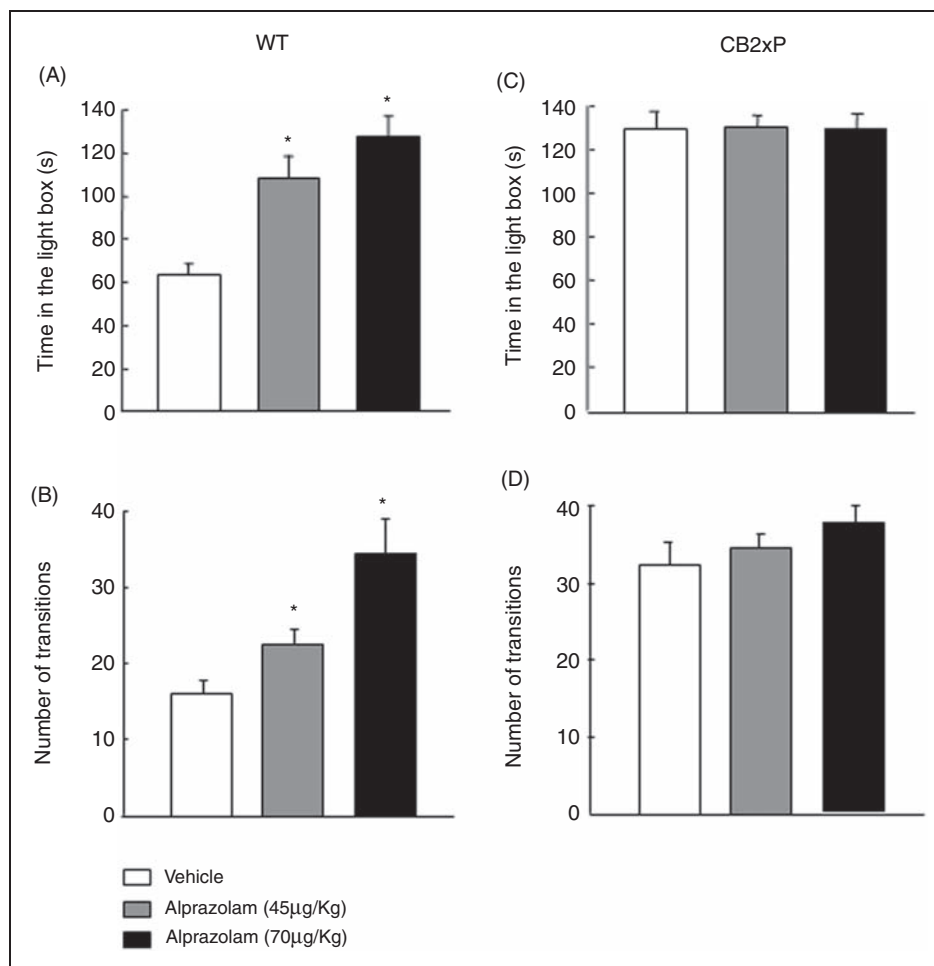 WT
CB2xP
(A)
Time in the light box (s)
140
120
100
80
60
40
20
0
*
*
(C)
Time in the light box (s)
140
120
100
80
60
40
20
0
(B)
Number of transitions
40
30
20
10
0
*
*
(D)
Number of transitions
40
30
20
10
0
Vehicle
Alprazolam (45μg/Kg)
Alprazolam (70μg/Kg)